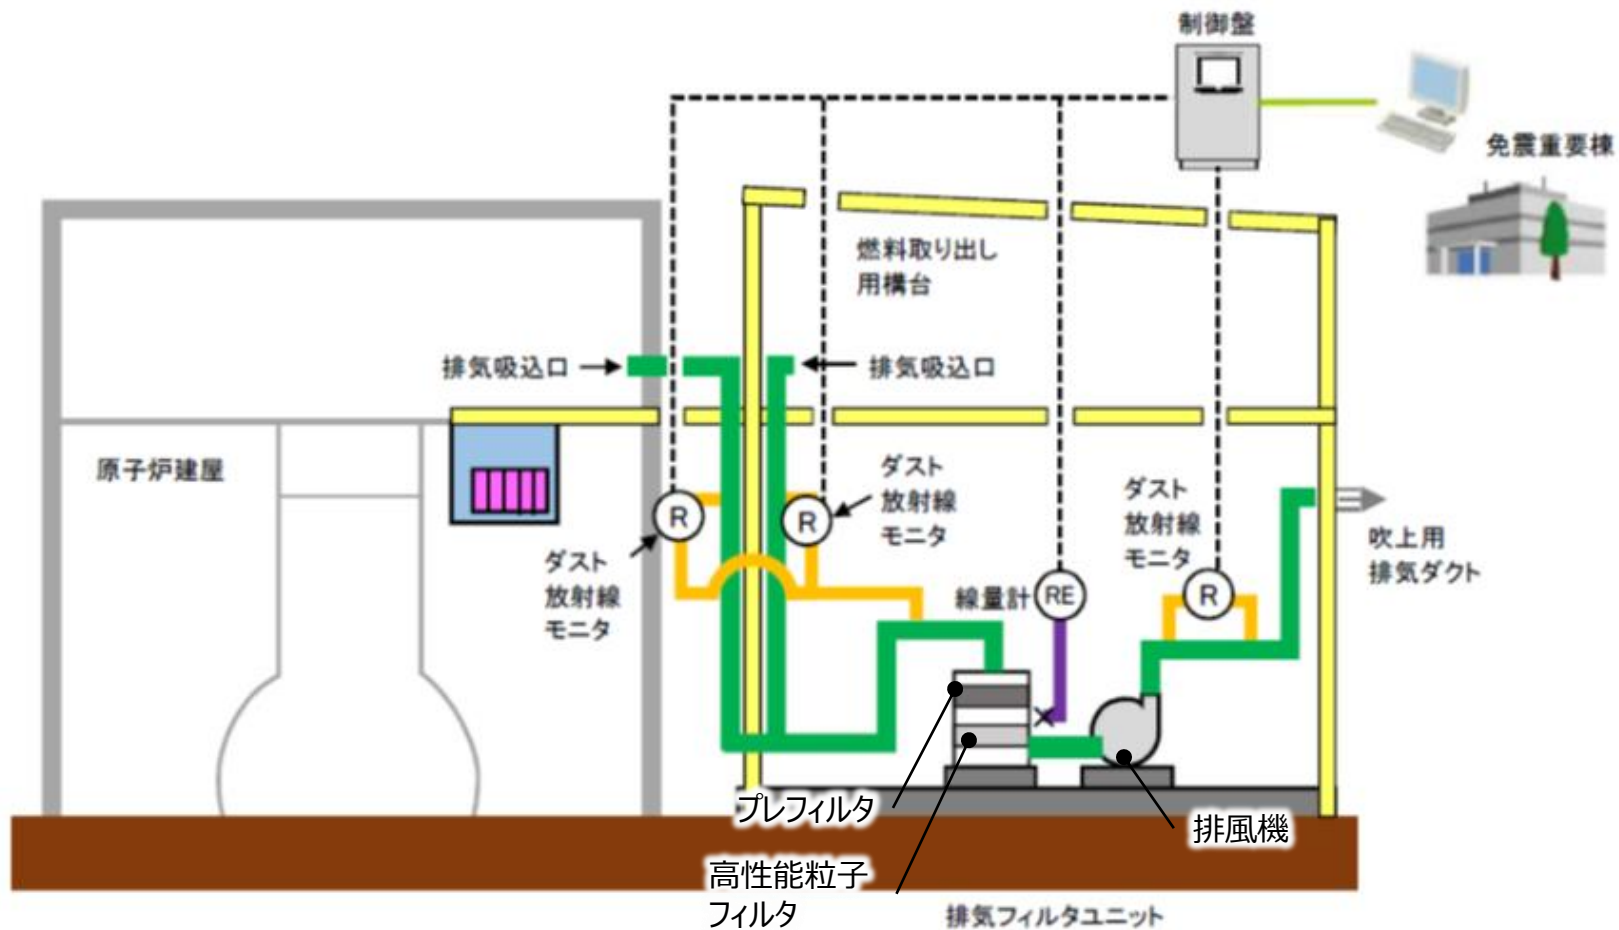 制御盤
免震重要棟
燃料取り出し
用構台
排気吸込口
排気吸込口
原子炉建屋
ダスト
放射線
モニタ
ダスト
放射線
モニタ
R
R
ダスト
放射線
モニタ
吹上用
排気ダクト
線量計
RE
R
プレフィルタ
排風機
高性能粒子
フィルタ
排気フィルタユニット